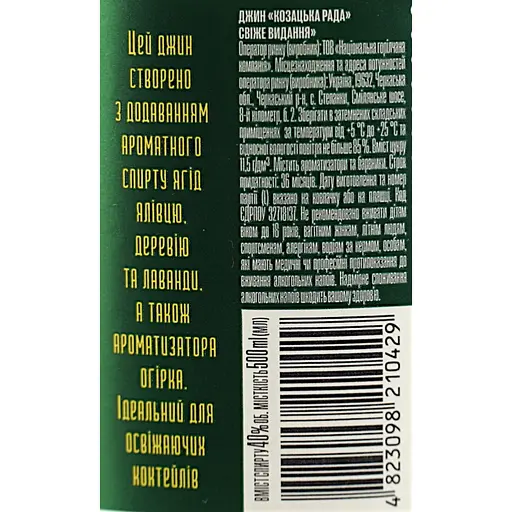 Цей джин
створено
з додаванням
ароматного
спирту ягід
ялівцю,
деревію
та лаванди,
а також
ароматизатора
огірка.
Ідеальний для
освіжаючих
коктейлів
ДЖИН «КОЗАЦЬКА РАДА»
СВІЖЕ ВИДАННЯ»
Оператор ринку (виробник): ТОВ «Національна горілчана
компанія». Місцезнаходження та адреса потужностей
оператора ринку (виробника): Україна, 19632, Черкаська
обл., Черкаський р-н, с. Степанки, Смілянське шосе,
8-й кілометр, б. 2. Зберігати в затемнених складських
приміщеннях за температури від +5°С до +25°С та
відносної вологості повітря не більше 85%. Вміст цукру
11,5 г/дм³. Містить ароматизатори та барвники. Строк
придатності: 36 місяців. Дату виготовлення та номер
партії (L) вказано на ковпачку або на пляшці. Код
ЄДРПОУ 32718137. Не рекомендовано вживати дітям
віком до 18 років, вагітним жінкам, літнім людям,
спортсменам, алергікам, водіям за кермом, особам,
які мають медичні чи професійні протипоказання до
вживання алкогольних напоїв. Надмірне споживання
алкогольних напоїв шкодить вашому здоров'ю.
ВМІСТ СПИРТУ 40% ОБ. МІСТКІСТЬ 500 ml (МЛ)
4 823098 210429